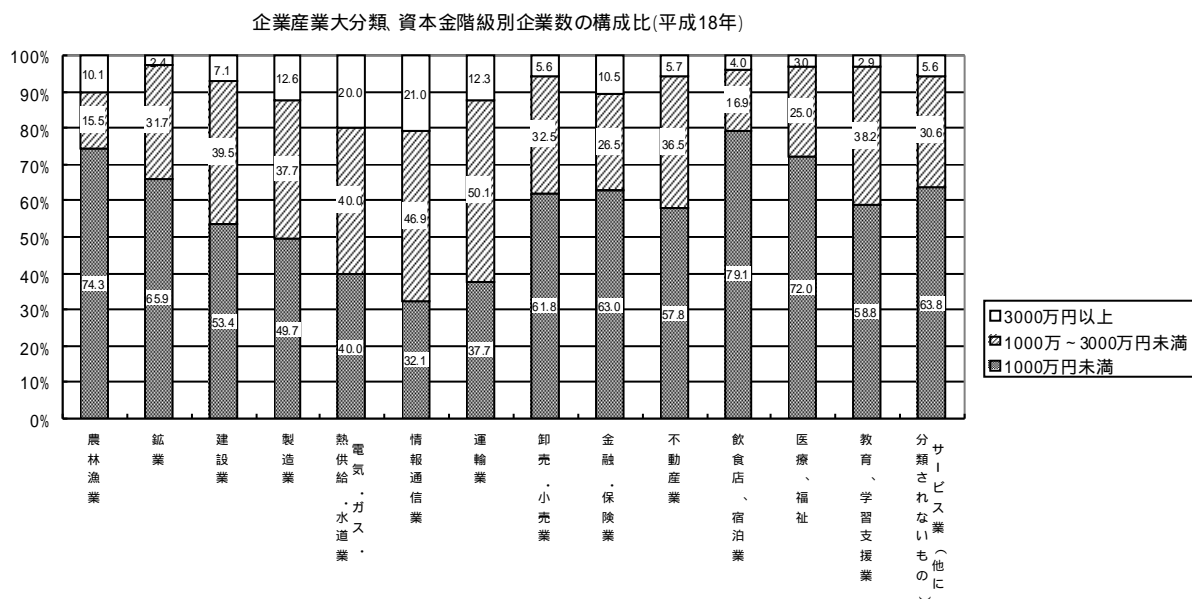 企業産業大分類、資本金階級別企業数の構成比(平成18年)
100%
90%
80%
70%
60%
50%
40%
30%
20%
10%
0%
10.1
15.5
74.3
2.4
31.7
65.9
7.1
39.5
53.4
12.6
37.7
49.7
20.0
40.0
40.0
21.0
46.9
32.1
12.3
50.1
37.7
5.6
32.5
61.8
10.5
26.5
63.0
5.7
36.5
57.8
4.0
16.9
79.1
3.0
25.0
72.0
2.9
38.2
58.8
5.6
30.6
63.8
農林漁業
鉱業
建設業
製造業
電気・ガス・
熱供給・水道業
情報通信業
運輸業
卸売・小売業
金融・保険業
不動産業
飲食店、宿泊業
医療、福祉
教育、学習支援業
サービス業(他に
分類されないもの)
3000万円以上
1000万~3000万円未満
1000万円未満